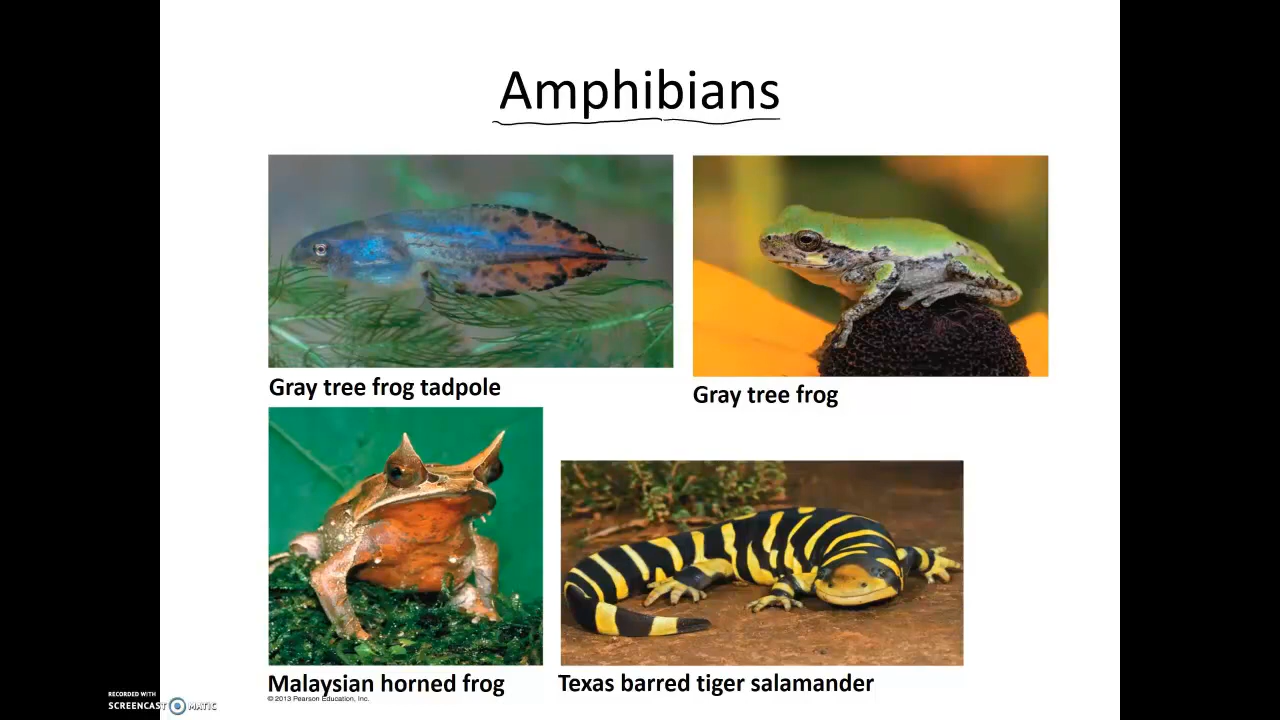 Amphibians
Gray tree frog tadpole
Gray tree frog
Malaysian horned frog
© 2013 Pearson Education, Inc.
Texas barred tiger salamander
RECORDED WITH
SCREENCAST MATIC